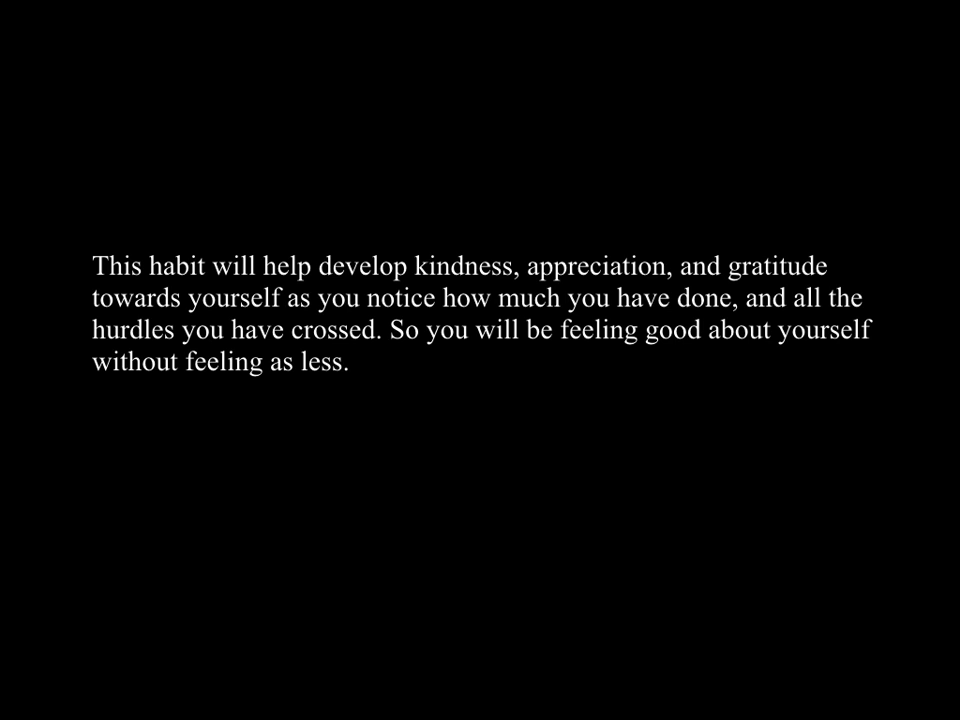 This habit will help develop kindness, appreciation, and gratitude
towards yourself as you notice how much you have done, and all the
hurdles you have crossed. So you will be feeling good about yourself
without feeling as less.